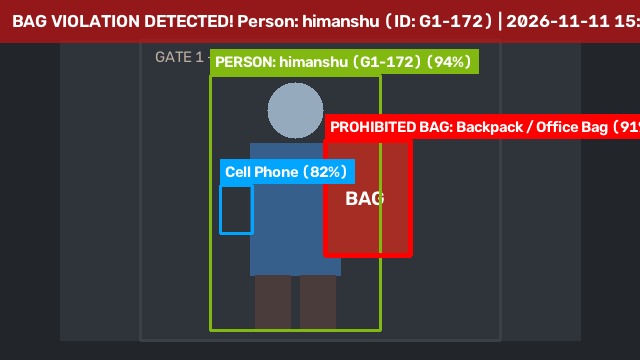 BAG VIOLATION DETECTED! Person: himanshu (ID: G1-172) | 2026-11-11 15:
GATE 1
PERSON: himanshu (G1-172) (94%)
PROHIBITED BAG: Backpack / Office Bag (91%
Cell Phone (82%)
BAG